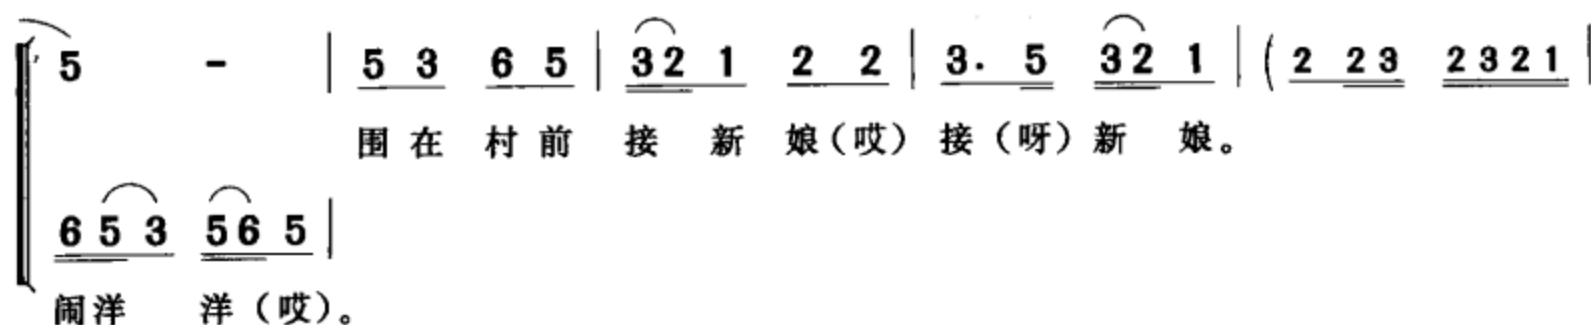 5 - | 5 3 6 5 | 3 2 1 2 2 | 3. 5 3 2 1 | ( 2 2 3 2 3 2 1 |
围在 村前 接 新 娘(哎) 接(呀)新 娘。
6 5 3 5 6 5 |
闹洋 洋(哎)。